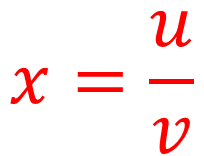 x = u/v